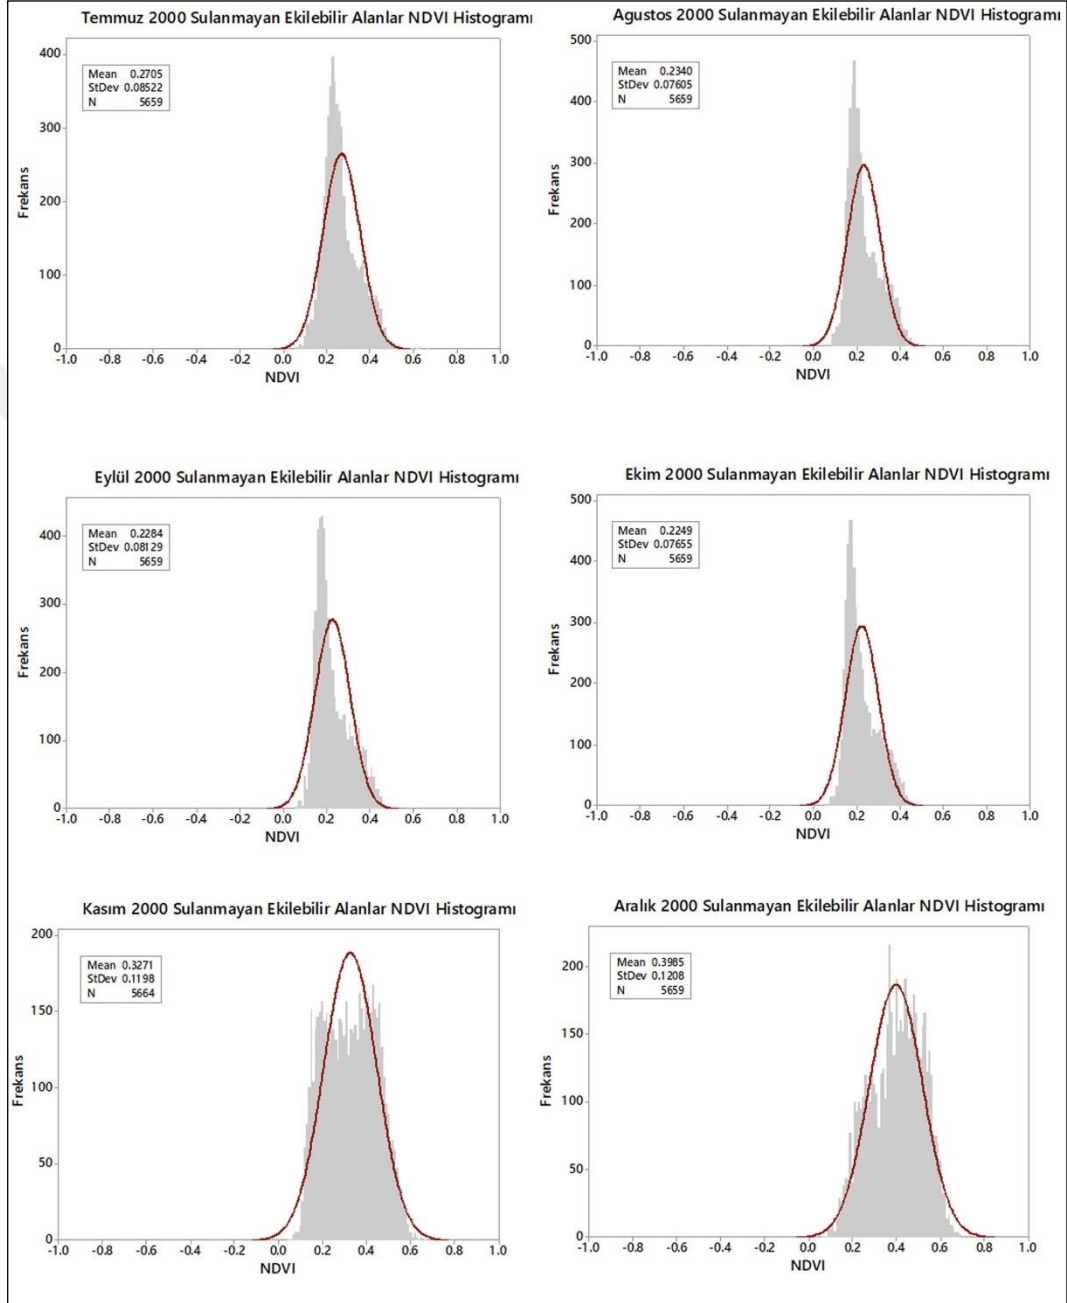 Temmuz 2000 Sulanmayan Ekilebilir Alanlar NDVI Histogramı
400
300
200
100
0
Frekans
Mean 0.2705
StDev 0.08522
N 5659
-1.0 -0.8 -0.6 -0.4 -0.2 0.0 0.2 0.4 0.6 0.8 1.0
NDVI
Agustos 2000 Sulanmayan Ekilebilir Alanlar NDVI Histogramı
500
400
300
200
100
0
Frekans
Mean 0.2340
StDev 0.07605
N 5659
-1.0 -0.8 -0.6 -0.4 -0.2 0.0 0.2 0.4 0.6 0.8 1.0
NDVI
Eylül 2000 Sulanmayan Ekilebilir Alanlar NDVI Histogramı
400
300
200
100
0
Frekans
Mean 0.2284
StDev 0.08129
N 5659
-1.0 -0.8 -0.6 -0.4 -0.2 0.0 0.2 0.4 0.6 0.8 1.0
NDVI
Ekim 2000 Sulanmayan Ekilebilir Alanlar NDVI Histogramı
500
400
300
200
100
0
Frekans
Mean 0.2249
StDev 0.07655
N 5659
-1.0 -0.8 -0.6 -0.4 -0.2 0.0 0.2 0.4 0.6 0.8 1.0
NDVI
Kasım 2000 Sulanmayan Ekilebilir Alanlar NDVI Histogramı
200
150
100
50
0
Frekans
Mean 0.3271
StDev 0.1198
N 5664
-1.0 -0.8 -0.6 -0.4 -0.2 0.0 0.2 0.4 0.6 0.8 1.0
NDVI
Aralık 2000 Sulanmayan Ekilebilir Alanlar NDVI Histogramı
200
150
100
50
0
Frekans
Mean 0.3985
StDev 0.1208
N 5659
-1.0 -0.8 -0.6 -0.4 -0.2 0.0 0.2 0.4 0.6 0.8 1.0
NDVI